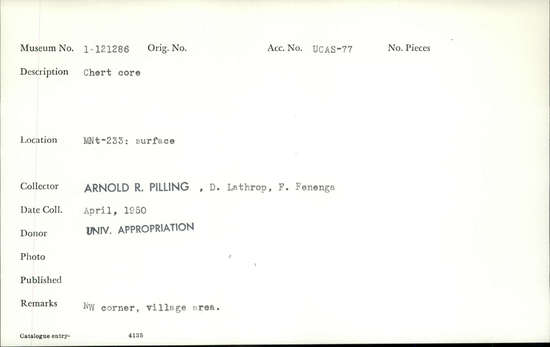 Museum No. 1-121286 Orig. No. Acc. No. UCAS-77 No. Pieces
Description Chert core
Location MNt-233: surface
Collector ARNOLD R. PILLING , D. Lathrop, F. Fenenga
Date Coll. April, 1950
Donor UNIV. APPROPRIATION
Photo
Published
Remarks NW corner, village area.
Catalogue entry- 4135